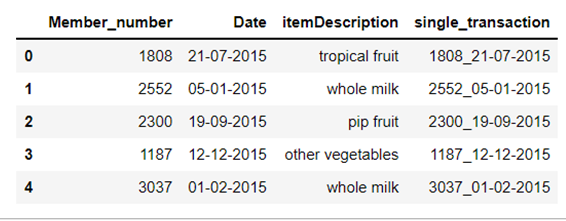 Member_number Date itemDescription single_transaction
0 1808 21-07-2015 tropical fruit 1808_21-07-2015
1 2552 05-01-2015 whole milk 2552_05-01-2015
2 2300 19-09-2015 pip fruit 2300_19-09-2015
3 1187 12-12-2015 other vegetables 1187_12-12-2015
4 3037 01-02-2015 whole milk 3037_01-02-2015